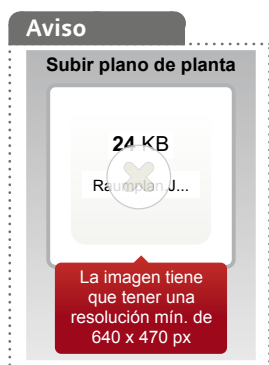 Aviso
Subir plano de planta
24 KB
Raumplan J...
La imagen tiene
que tener una
resolución mín. de
640 x 470 px